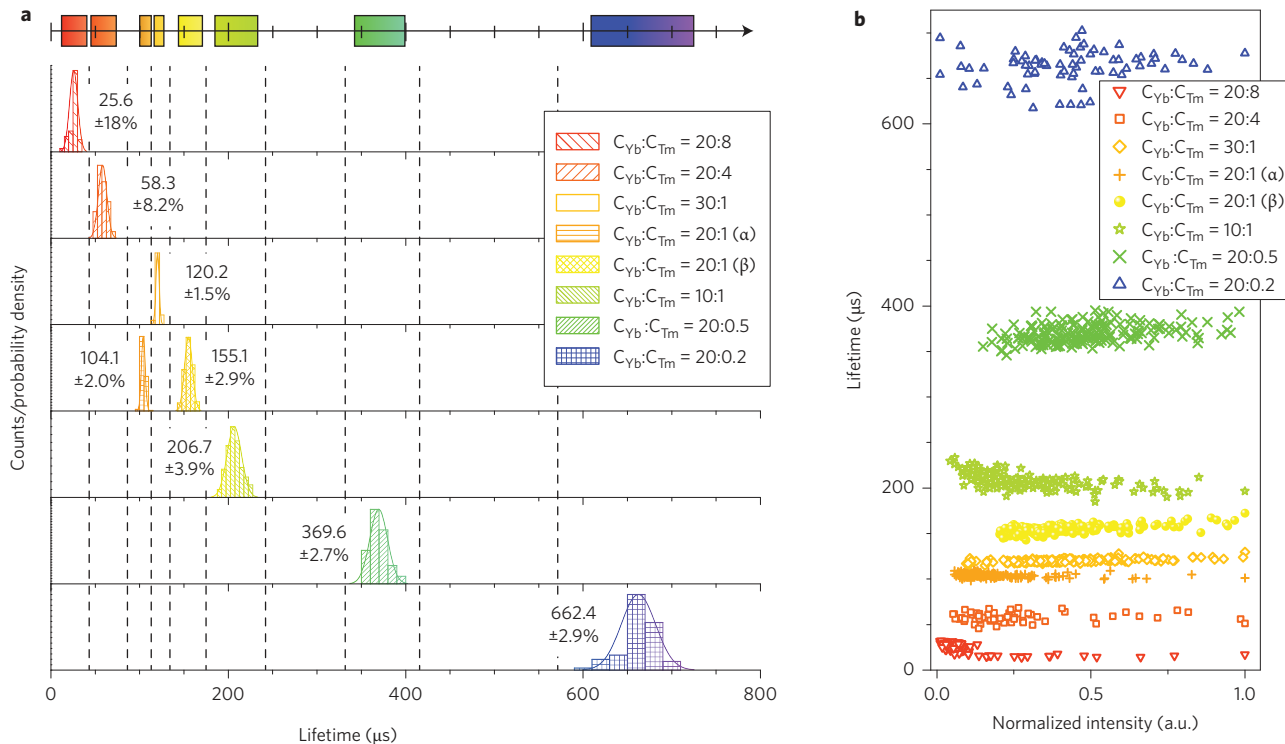 a
25.6
±18%
58.3
±8.2%
120.2
±1.5%
104.1
±2.0%
155.1
±2.9%
206.7
±3.9%
369.6
±2.7%
662.4
±2.9%
C_Yb:C_Tm = 20:8
C_Yb:C_Tm = 20:4
C_Yb:C_Tm = 30:1
C_Yb:C_Tm = 20:1 (α)
C_Yb:C_Tm = 20:1 (β)
C_Yb:C_Tm = 10:1
C_Yb:C_Tm = 20:0.5
C_Yb:C_Tm = 20:0.2
Counts/probability density
0 200 400 600 800
Lifetime (μs)
b
600
400
200
0
Lifetime (μs)
C_Yb:C_Tm = 20:8
C_Yb:C_Tm = 20:4
C_Yb:C_Tm = 30:1
C_Yb:C_Tm = 20:1 (α)
C_Yb:C_Tm = 20:1 (β)
C_Yb:C_Tm = 10:1
C_Yb:C_Tm = 20:0.5
C_Yb:C_Tm = 20:0.2
0.0 0.5 1.0
Normalized intensity (a.u.)